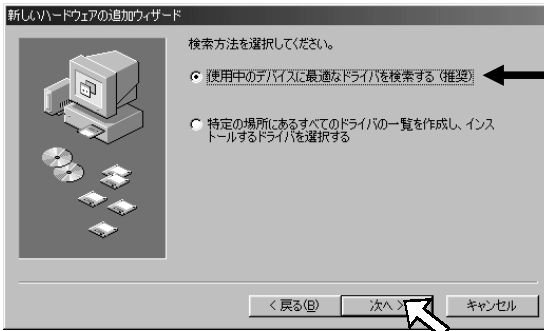 新しいハードウェアの追加ウィザード
検索方法を選択してください。
使用中のデバイスに最適なドライバを検索する (推奨)
特定の場所にあるすべてのドライバの一覧を作成し、インス
トールするドライバを選択する
< 戻る(B)
次へ >
キャンセル